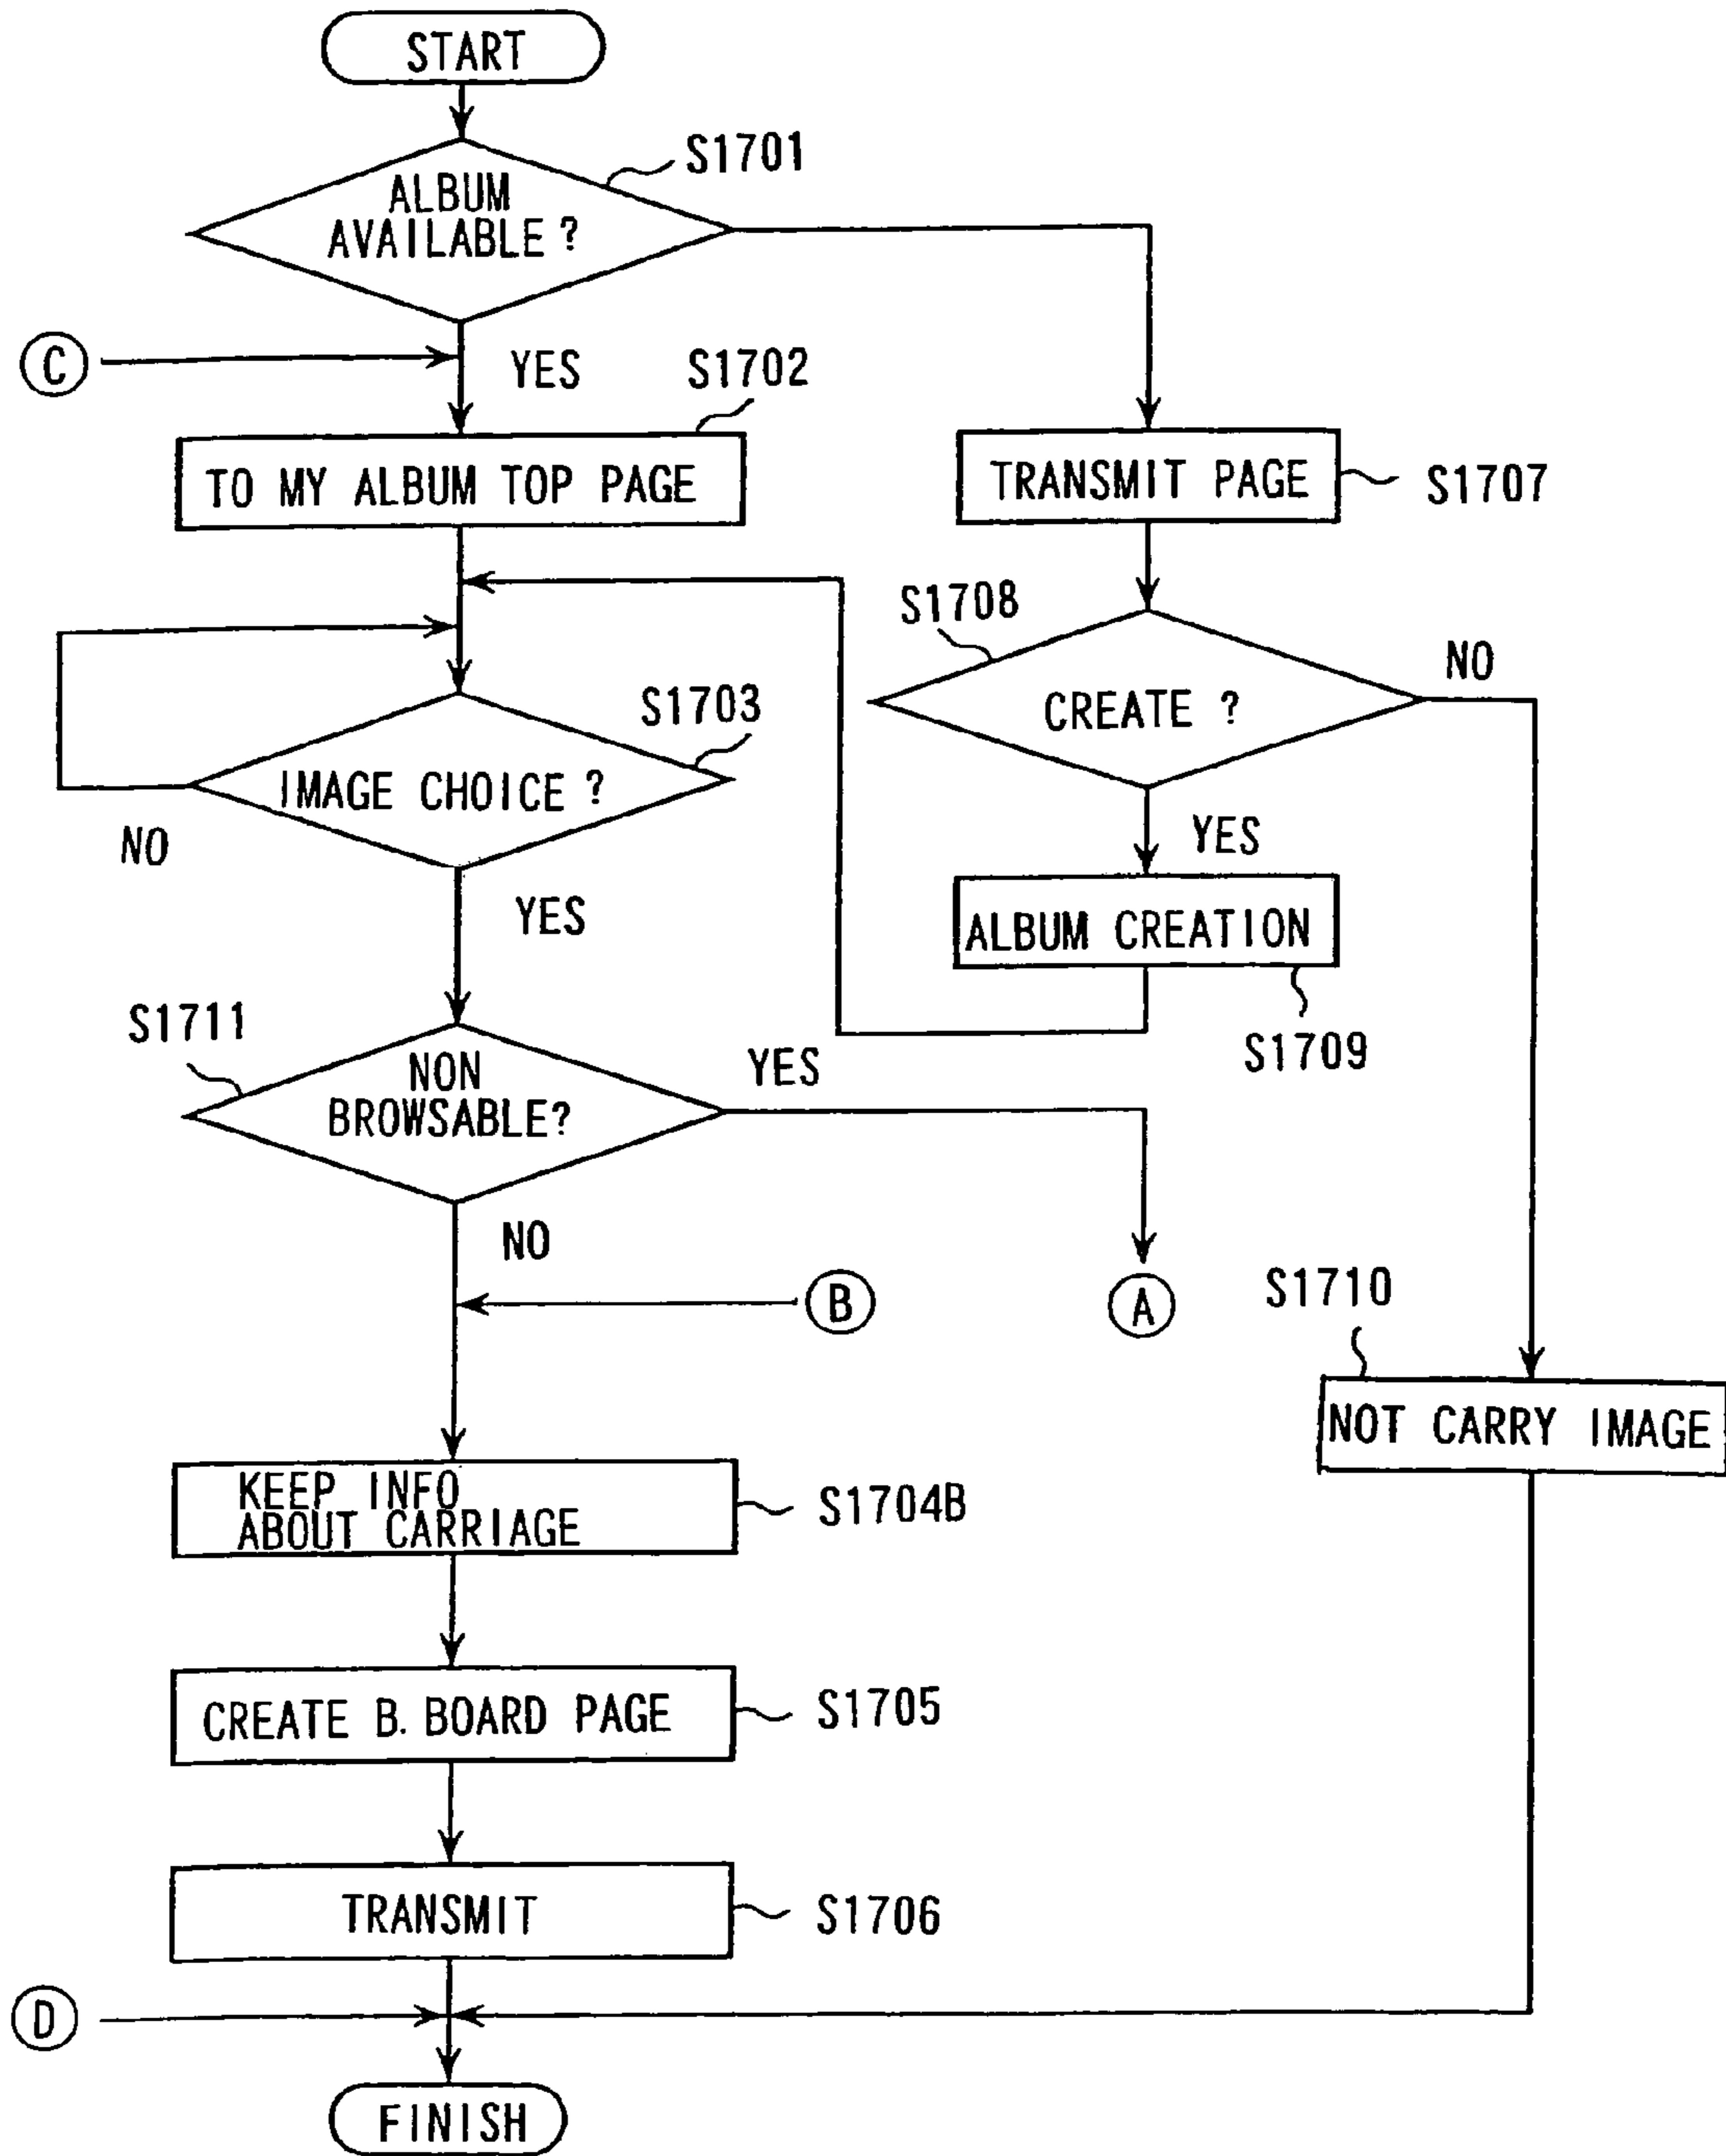 START
S1701
ALBUM
AVAILABLE ?
C
YES
S1702
TO MY ALBUM TOP PAGE
TRANSMIT PAGE
S1707
S1708
NO
CREATE ?
S1703
IMAGE CHOICE ?
NO
YES
YES
ALBUM CREATION
S1709
S1711
NON
BROWSABLE?
YES
NO
B
A
S1710
NOT CARRY IMAGE
KEEP INFO
ABOUT CARRIAGE
S1704B
CREATE B. BOARD PAGE
S1705
TRANSMIT
S1706
D
FINISH